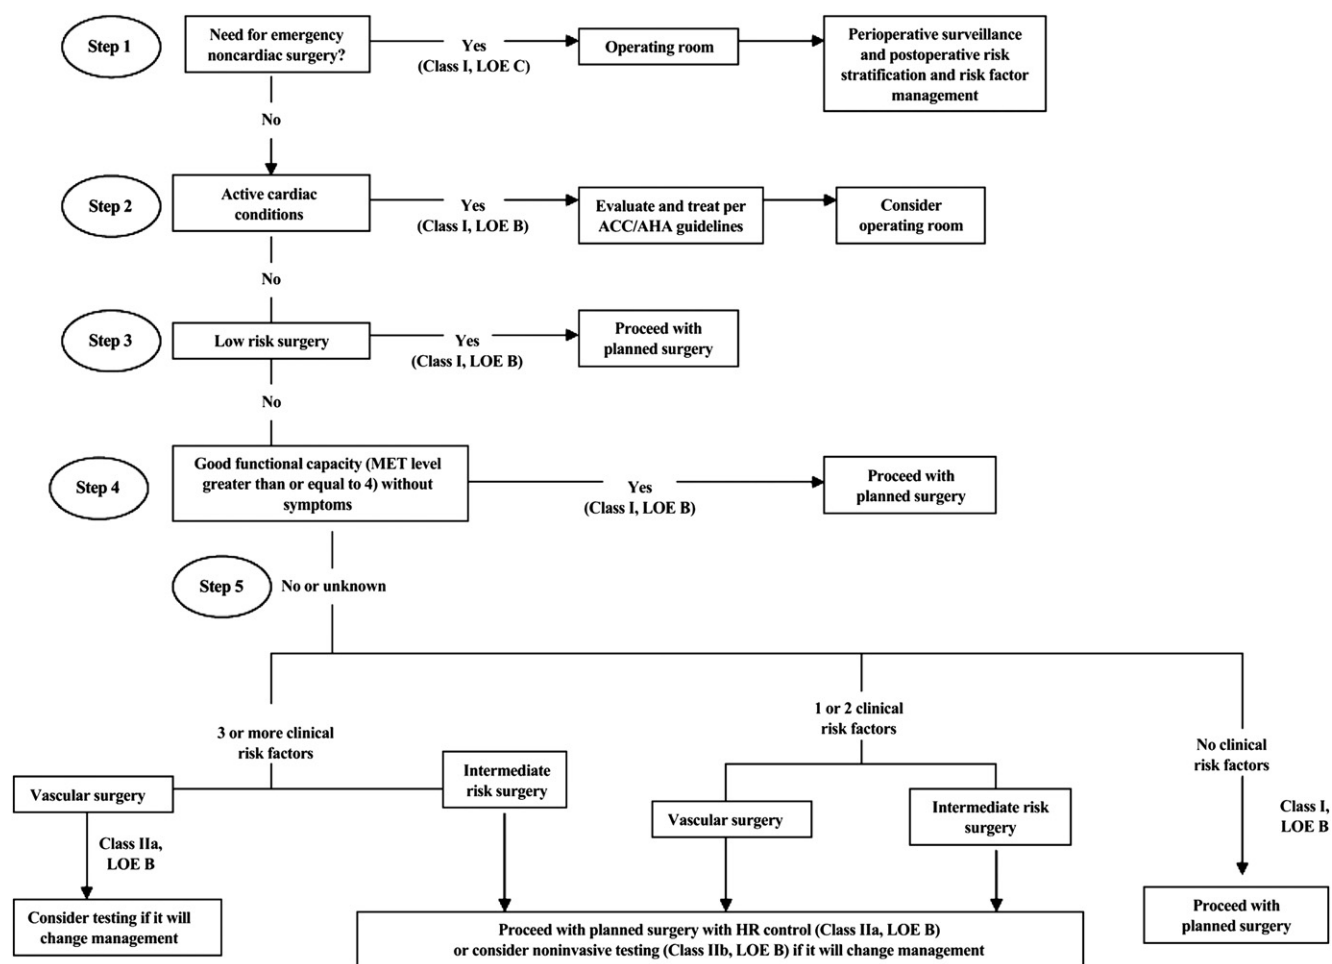 Step 1
Need for emergency
noncardiac surgery?
Yes
(Class I, LOE C)
Operating room
Perioperative surveillance
and postoperative risk
stratification and risk factor
management
No
Step 2
Active cardiac
conditions
Yes
(Class I, LOE B)
Evaluate and treat per
ACC/AHA guidelines
Consider
operating room
No
Step 3
Low risk surgery
Yes
(Class I, LOE B)
Proceed with
planned surgery
No
Step 4
Good functional capacity (MET level
greater than or equal to 4) without
symptoms
Yes
(Class I, LOE B)
Proceed with
planned surgery
Step 5
No or unknown
3 or more clinical
risk factors
Vascular surgery
Class IIa,
LOE B
Consider testing if it will
change management
Intermediate
risk surgery
1 or 2 clinical
risk factors
Vascular surgery
Intermediate risk
surgery
Proceed with planned surgery with HR control (Class IIa, LOE B)
or consider noninvasive testing (Class IIb, LOE B) if it will change management
No clinical
risk factors
Class I,
LOE B
Proceed with
planned surgery